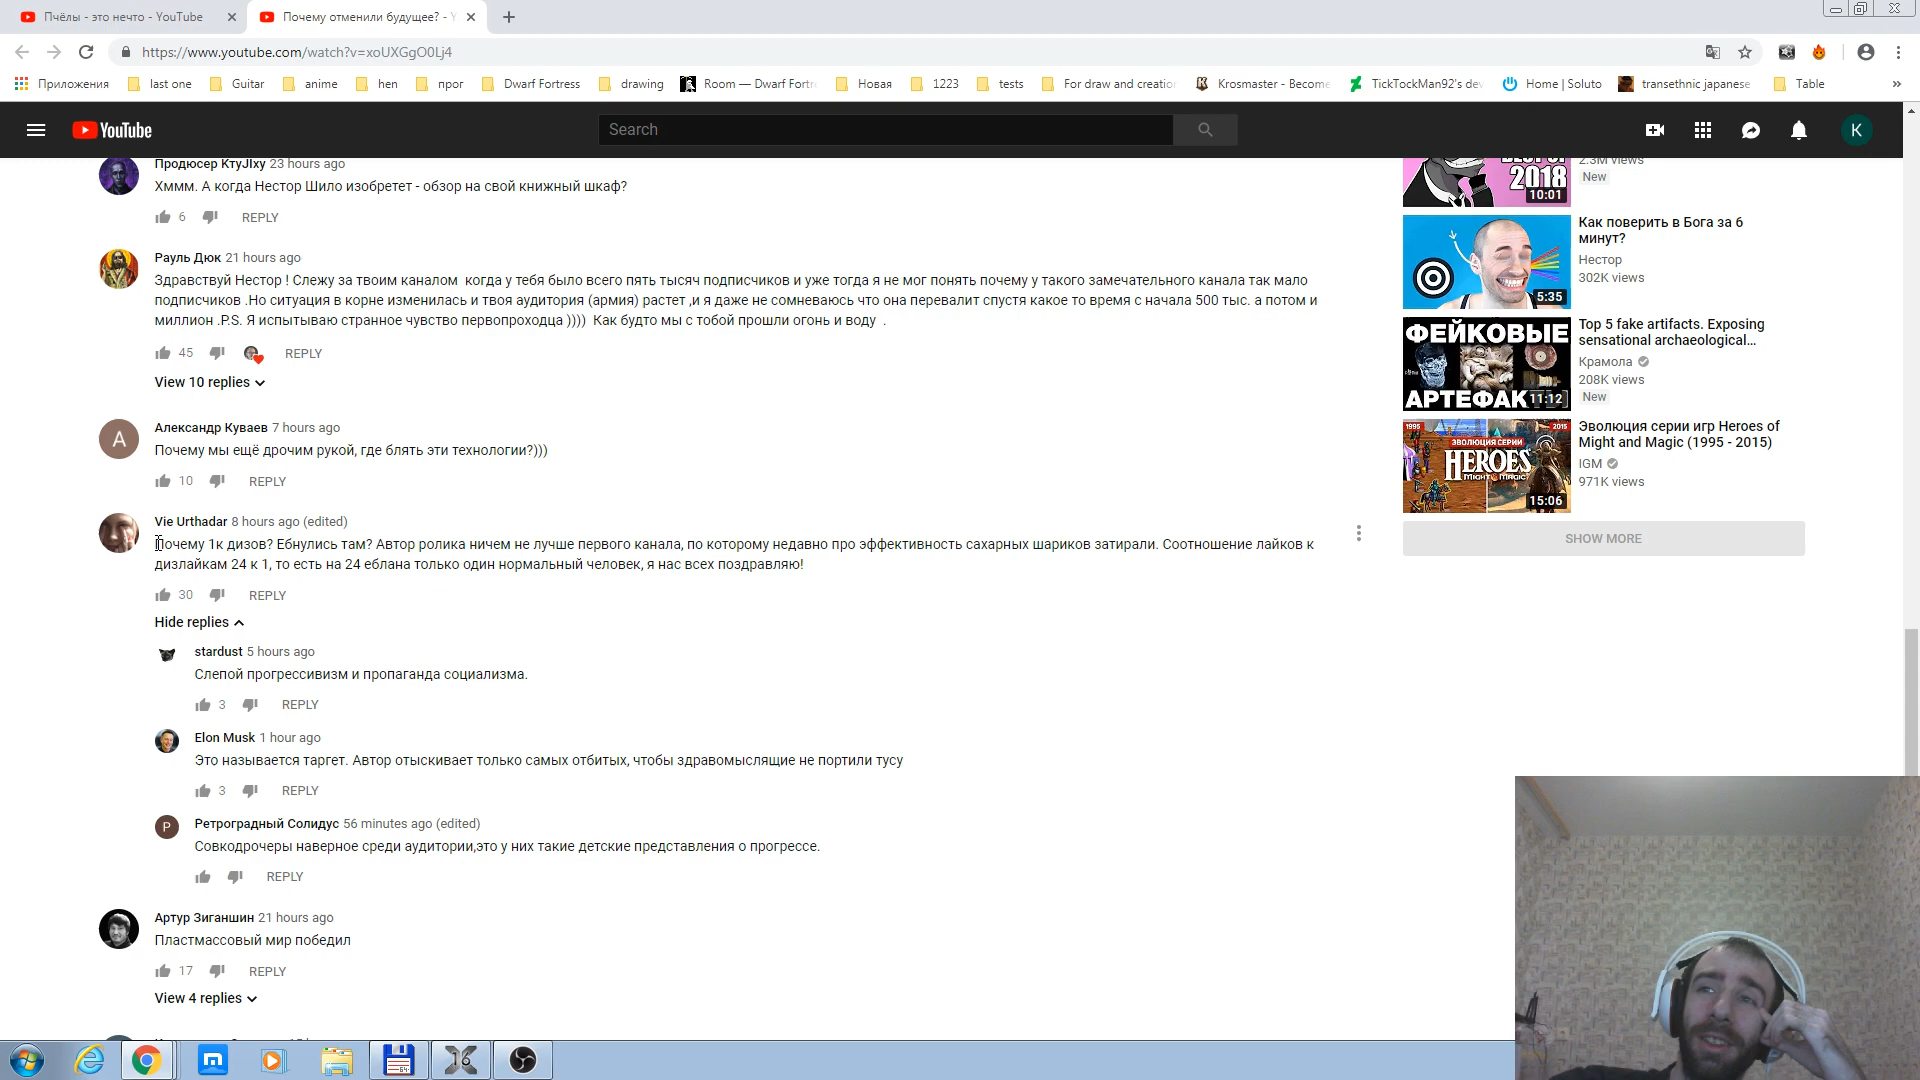 Пчёлы - это нечто - YouTube
Почему отменили будущее? - Y
https://www.youtube.com/watch?v=xoUXGgO0Lj4
Приложения last one Guitar anime hen прог Dwarf Fortress drawing Room — Dwarf Fortr Новая 1223 tests For draw and creatio Krosmaster - Become TickTockMan92's dev Home | Soluto transethnic japanese Table »
YouTube
Search
K
Продюсер KтyJIxy 23 hours ago
Хммм. А когда Нестор Шило изобретет - обзор на свой книжный шкаф?
6 REPLY
Рауль Дюк 21 hours ago
Здравствуй Нестор ! Слежу за твоим каналом когда у тебя было всего пять тысяч подписчиков и уже тогда я не мог понять почему у такого замечательного канала так мало
подписчиков .Но ситуация в корне изменилась и твоя аудитория (армия) растет ,и я даже не сомневаюсь что она перевалит спустя какое то время с начала 500 тыс. а потом и
миллион .P.S. Я испытываю странное чувство первопроходца )))) Как будто мы с тобой прошли огонь и воду .
45 REPLY
View 10 replies
А
Александр Куваев 7 hours ago
Почему мы ещё дрочим рукой, где блять эти технологии?)))
10 REPLY
Vie Urthadar 8 hours ago (edited)
Почему 1к дизов? Ебнулись там? Автор ролика ничем не лучше первого канала, по которому недавно про эффективность сахарных шариков затирали. Соотношение лайков к
дизлайкам 24 к 1, то есть на 24 еблана только один нормальный человек, я нас всех поздравляю!
30 REPLY
Hide replies
stardust 5 hours ago
Слепой прогрессивизм и пропаганда социализма.
3 REPLY
Elon Musk 1 hour ago
Это называется таргет. Автор отыскивает только самых отбитых, чтобы здравомыслящие не портили тусу
3 REPLY
Р
Ретроградный Солидус 56 minutes ago (edited)
Совкодрочеры наверное среди аудитории,это у них такие детские представления о прогрессе.
REPLY
Артур Зиганшин 21 hours ago
Пластмассовый мир победил
17 REPLY
View 4 replies
2018
10:01
2.3M views
New
5:35
Как поверить в Бога за 6
минут?
Нестор
302K views
ФЕЙКОВЫЕ
АРТЕФАКТЫ
11:12
Top 5 fake artifacts. Exposing
sensational archaeological...
Крамола
208K views
New
1995
2015
ЭВОЛЮЦИЯ СЕРИИ
HEROES
MIGHT MAGIC
15:06
Эволюция серии игр Heroes of
Might and Magic (1995 - 2015)
IGM
971K views
SHOW MORE